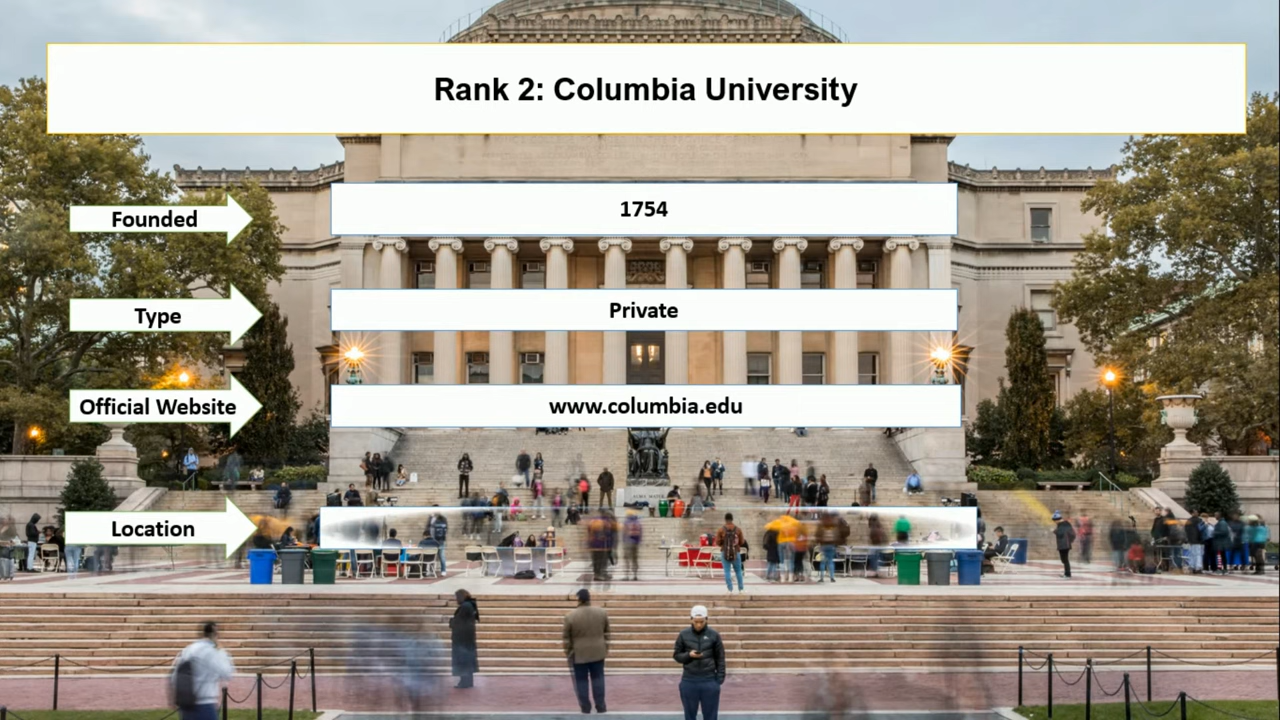 Rank 2: Columbia University
Founded
1754
Type
Private
Official Website
www.columbia.edu
Location